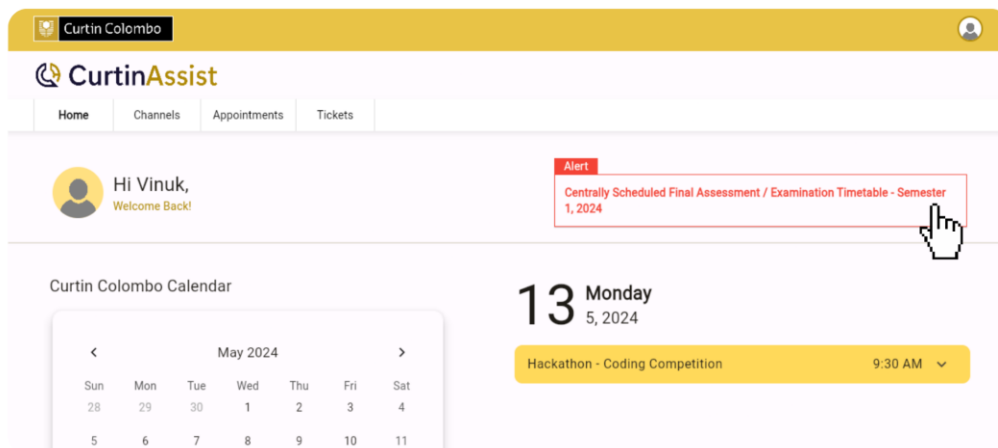 Curtin Colombo
CurtinAssist
Home Channels Appointments Tickets
Hi Vinuk,
Welcome Back!
Alert
Centrally Scheduled Final Assessment / Examination Timetable - Semester
1, 2024
Curtin Colombo Calendar
< May 2024 >
Sun Mon Tue Wed Thu Fri Sat
28 29 30 1 2 3 4
5 6 7 8 9 10 11
13 Monday
5, 2024
Hackathon - Coding Competition 9:30 AM